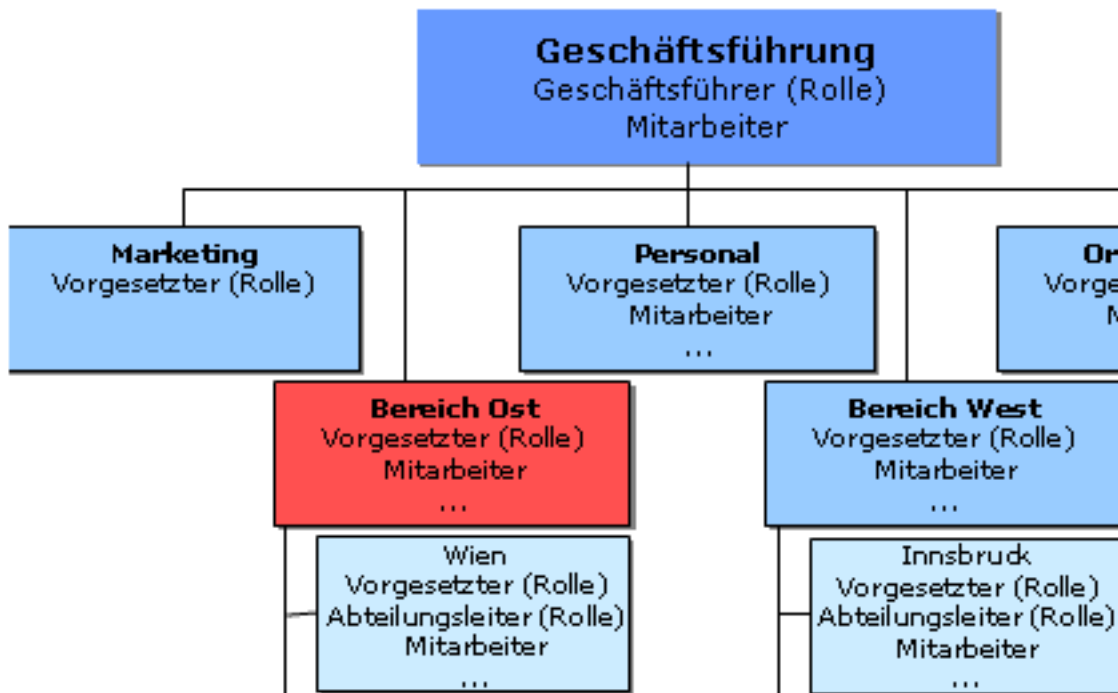 Geschäftsführung
Geschäftsführer (Rolle)
Mitarbeiter
Marketing
Vorgesetzter (Rolle)
Personal
Vorgesetzter (Rolle)
Mitarbeiter
...
Bereich Ost
Vorgesetzter (Rolle)
Mitarbeiter
...
Bereich West
Vorgesetzter (Rolle)
Mitarbeiter
...
Wien
Vorgesetzter (Rolle)
Abteilungsleiter (Rolle)
Mitarbeiter
...
Innsbruck
Vorgesetzter (Rolle)
Abteilungsleiter (Rolle)
Mitarbeiter
...